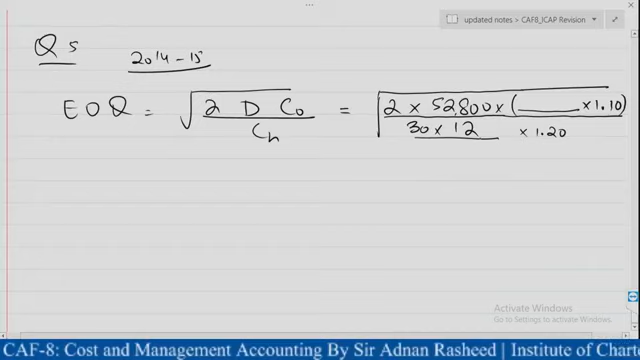 updated notes > CAF8_ICAP Revision
Q 5
2014-15
EOQ = √(2 D Co / Ch) = √(2 × 52,800 × (____ × 1.10) / 30 × 12 × 1.20)
Activate Windows
Go to Settings to activate Windows.
CAF-8: Cost and Management Accounting By Sir Adnan Rasheed | Institute of Chart